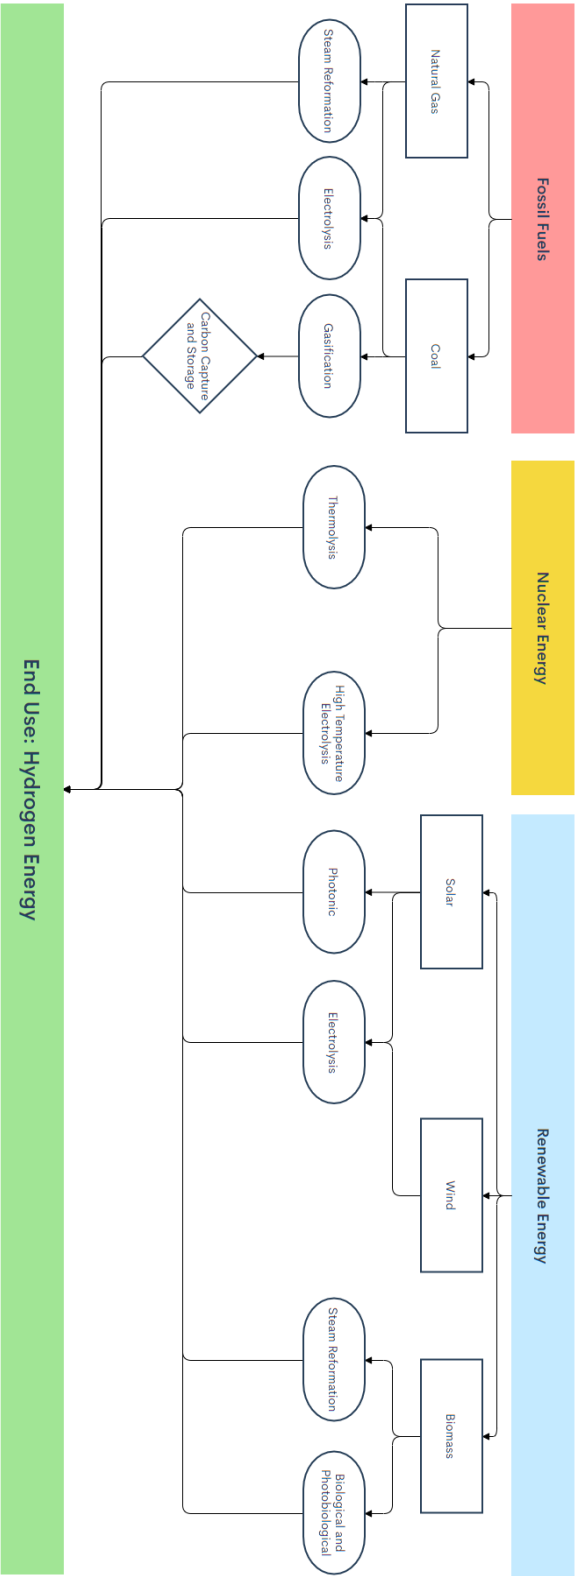 Fossil Fuels
Nuclear Energy
Renewable Energy
Natural Gas
Coal
Solar
Wind
Biomass
Steam Reformation
Electrolysis
Gasification
Thermolysis
High Temperature
Electrolysis
Photonic
Electrolysis
Steam Reformation
Biological and
Photobiological
Carbon Capture
and Storage
End Use: Hydrogen Energy